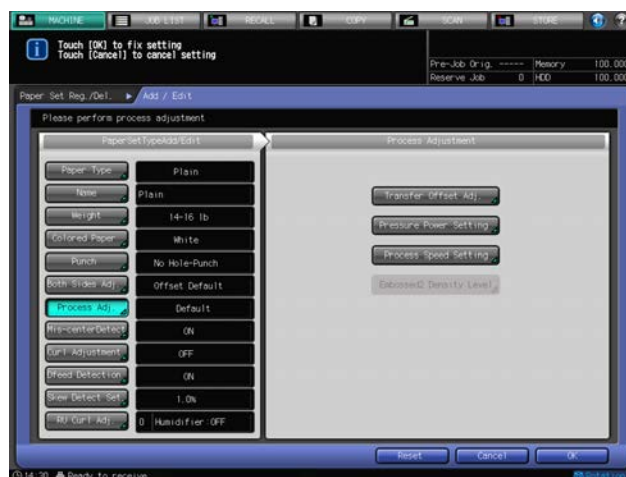 MACHINE JOB LIST RECALL COPY SCAN STORE
Touch [OK] to fix setting
Touch [Cancel] to cancel setting
Pre-Job Orig. ----- Memory 100.000
Reserve Job 0 HDD 100.000
Paper Set Reg./Del. Add / Edit
Please perform process adjustment
PaperSetTypeAdd/Edit Process Adjustment
Paper Type Plain
Name Plain
Weight 14-16 lb
Colored Paper White
Punch No Hole-Punch
Both Sides Adj. Offset Default
Process Adj. Default
Mis-centerDetect ON
Curl Adjustment OFF
Dfeed Detection ON
Skew Detect Set. 1.0%
RU Curl Adj. 0 Humidifier:OFF
Transfer Offset Adj.
Pressure Power Setting
Process Speed Setting
Embossed2 Density Level
Reset Cancel OK
14:30 Ready to receive Rotation